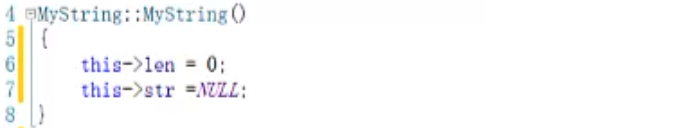 4 MyString::MyString()
5 {
6 this->len = 0;
7 this->str =NULL;
8 }